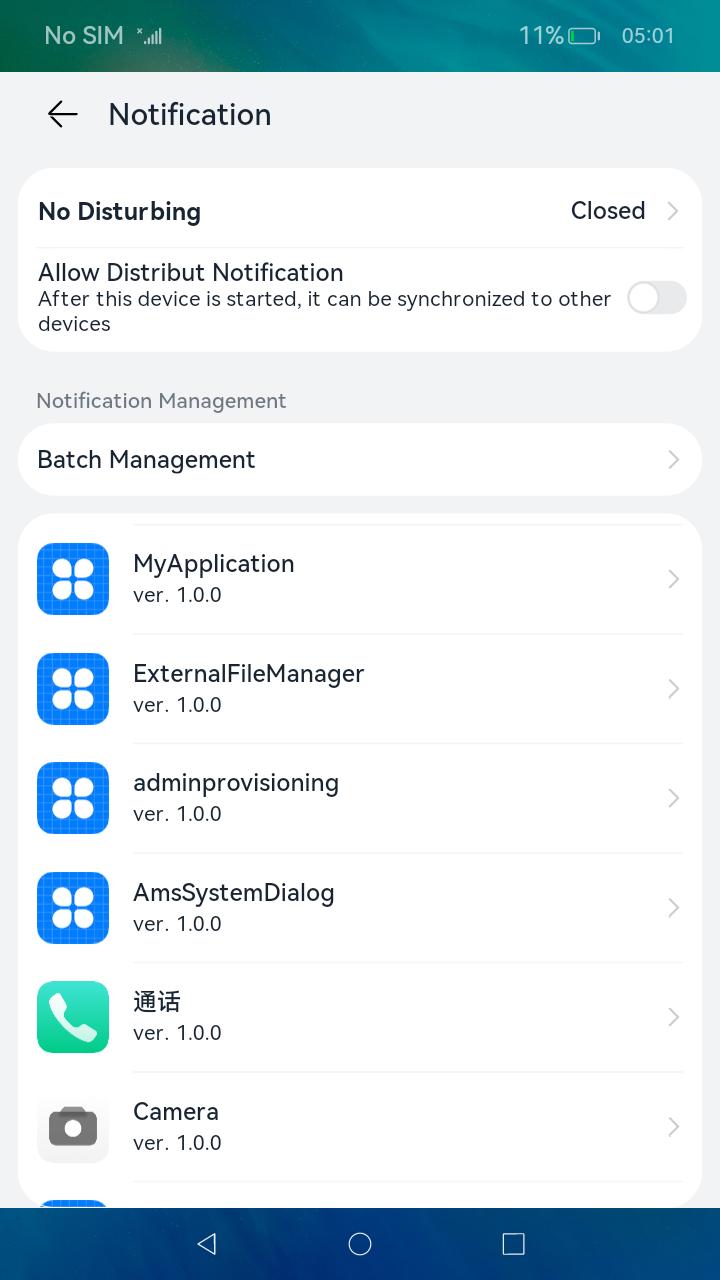 No SIM
11%
05:01
Notification
No Disturbing
Closed
Allow Distribut Notification
After this device is started, it can be synchronized to other
devices
Notification Management
Batch Management
MyApplication
ver. 1.0.0
ExternalFileManager
ver. 1.0.0
adminprovisioning
ver. 1.0.0
AmsSystemDialog
ver. 1.0.0
通话
ver. 1.0.0
Camera
ver. 1.0.0